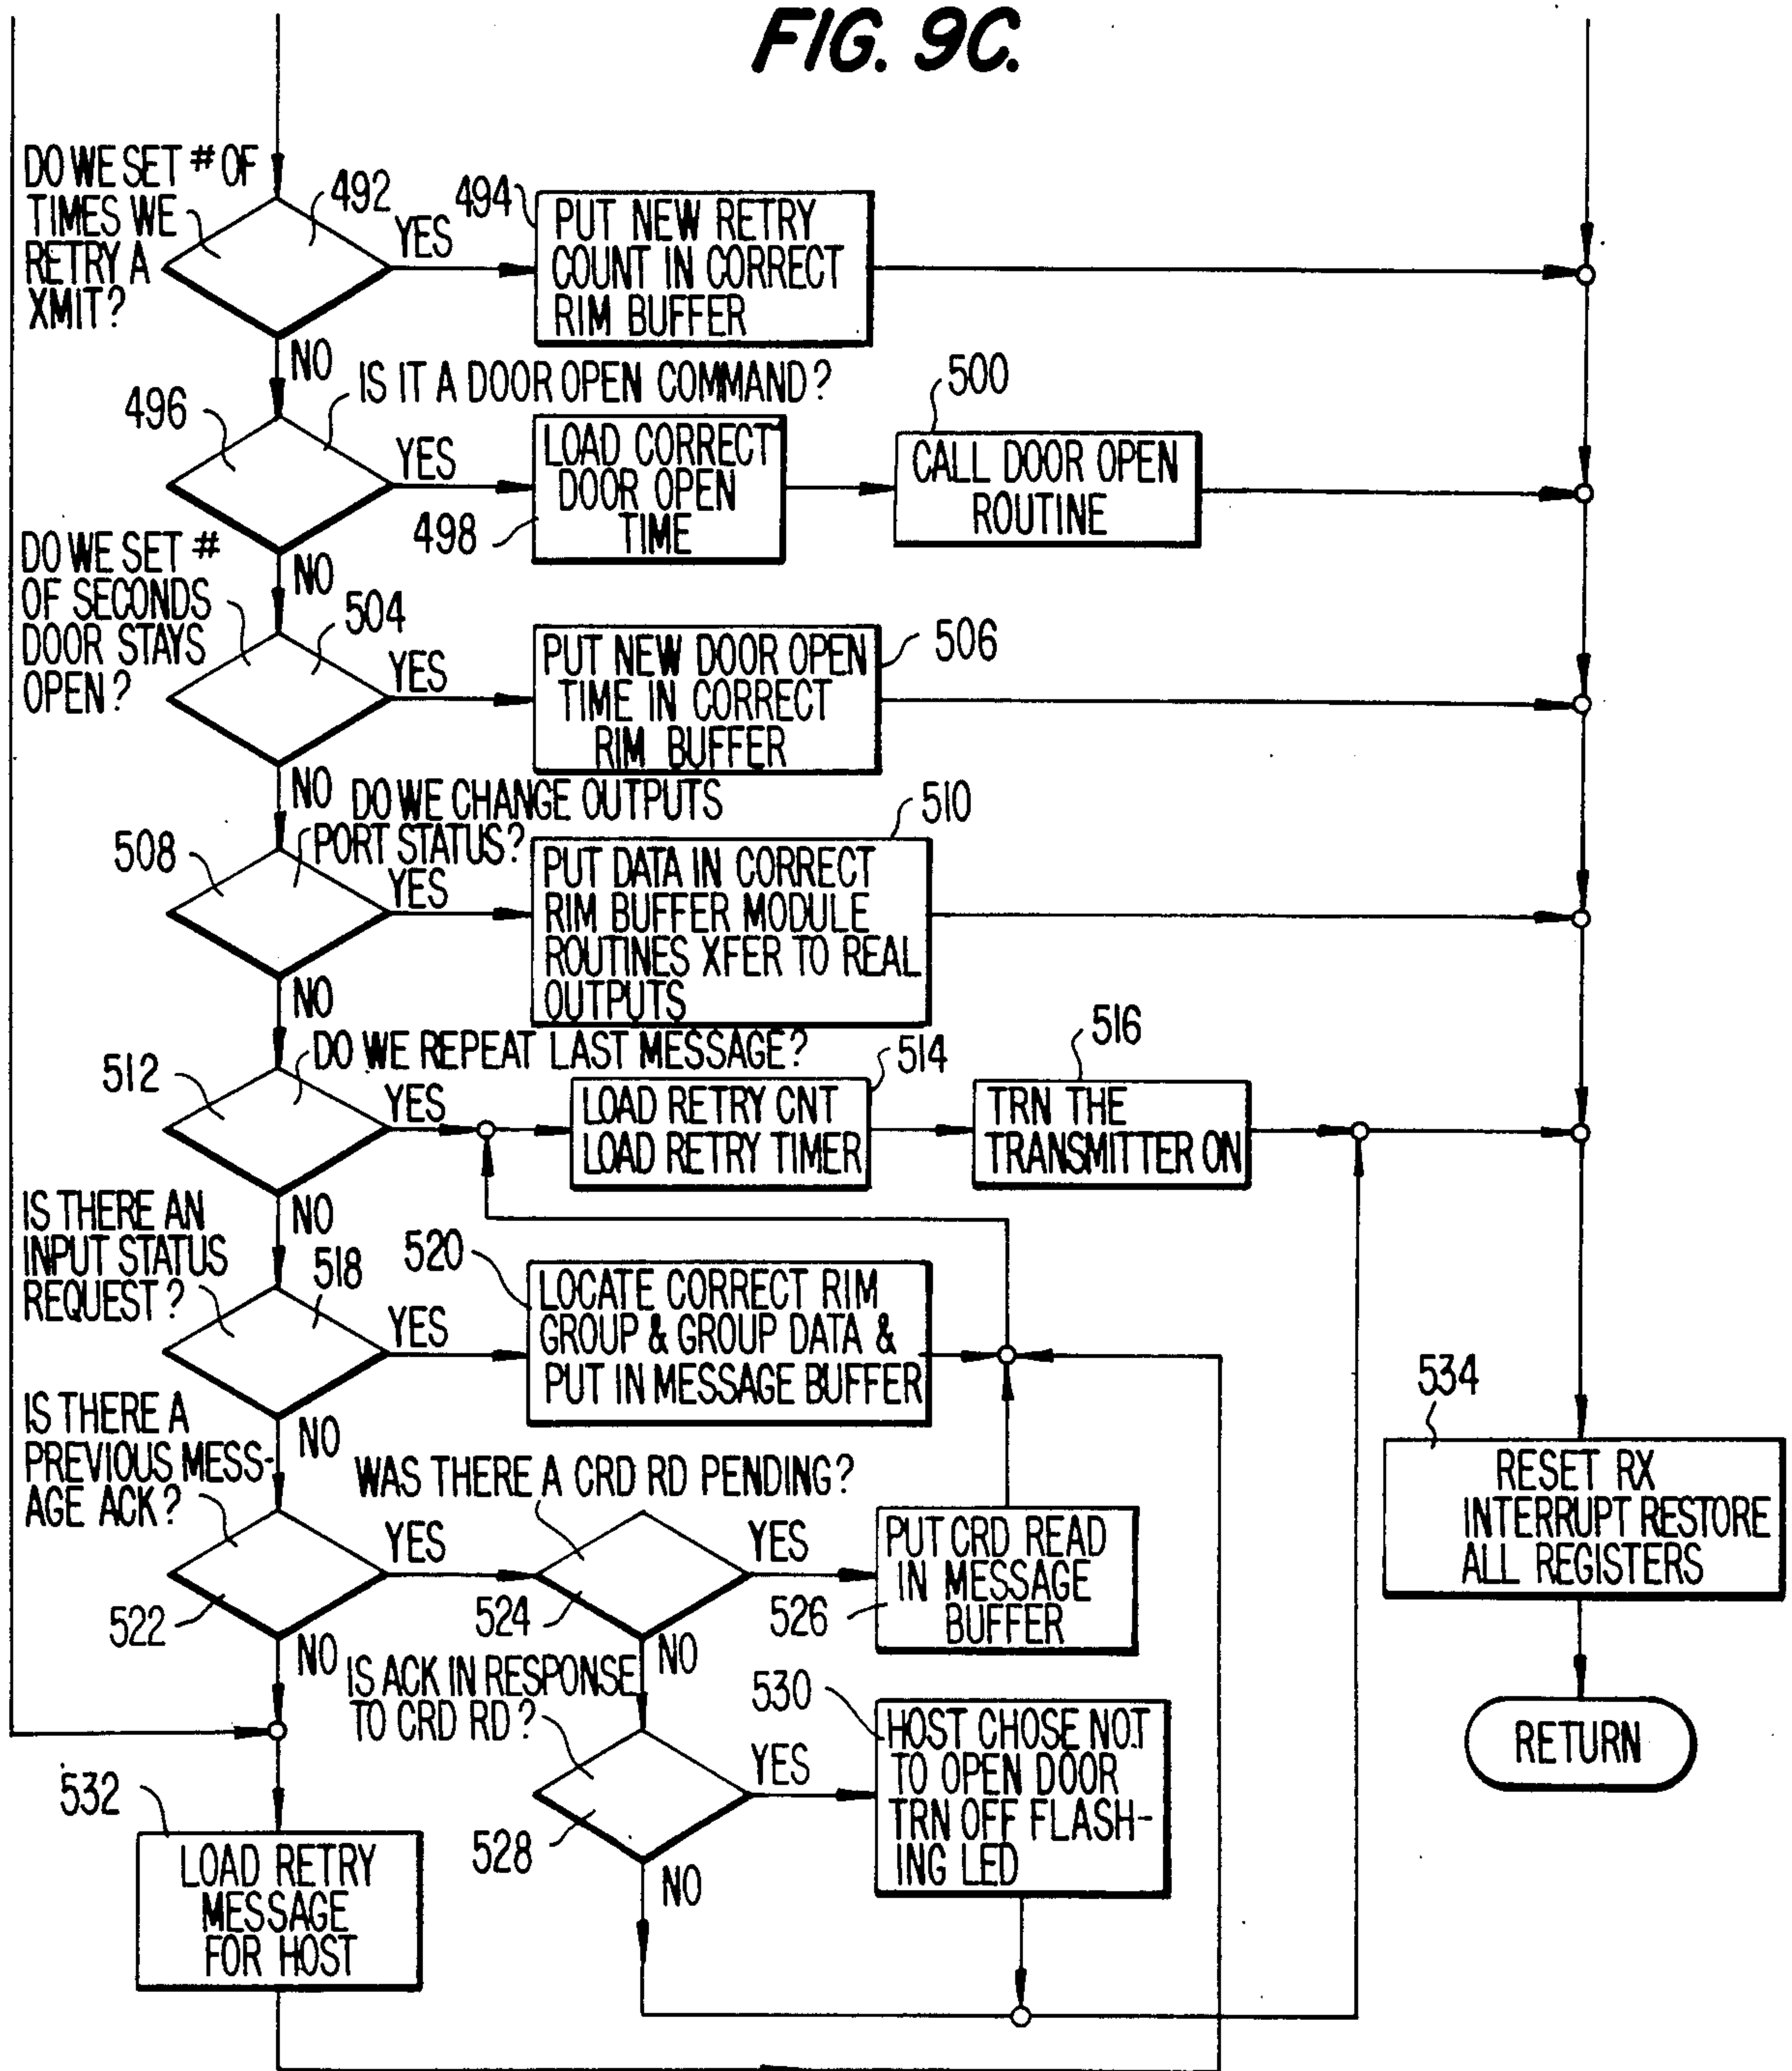 FIG. 9C.
DO WE SET # OF
TIMES WE
RETRY A
XMIT?
492
YES
494
PUT NEW RETRY
COUNT IN CORRECT
RIM BUFFER
NO
IS IT A DOOR OPEN COMMAND?
496
YES
LOAD CORRECT
DOOR OPEN
TIME
498
500
CALL DOOR OPEN
ROUTINE
NO
DO WE SET #
OF SECONDS
DOOR STAYS
OPEN?
504
YES
PUT NEW DOOR OPEN
TIME IN CORRECT
RIM BUFFER
506
NO
DO WE CHANGE OUTPUTS
PORT STATUS?
508
YES
510
PUT DATA IN CORRECT
RIM BUFFER MODULE
ROUTINES XFER TO REAL
OUTPUTS
NO
DO WE REPEAT LAST MESSAGE?
512
YES
514
LOAD RETRY CNT
LOAD RETRY TIMER
516
TRN THE
TRANSMITTER ON
NO
IS THERE AN
INPUT STATUS
REQUEST?
518
YES
520
LOCATE CORRECT RIM
GROUP & GROUP DATA &
PUT IN MESSAGE BUFFER
NO
IS THERE A
PREVIOUS MESS-
AGE ACK?
522
YES
WAS THERE A CRD RD PENDING?
524
YES
PUT CRD READ
IN MESSAGE
BUFFER
526
534
RESET RX
INTERRUPT RESTORE
ALL REGISTERS
RETURN
NO
NO
IS ACK IN RESPONSE
TO CRD RD?
528
YES
530
HOST CHOSE NOT
TO OPEN DOOR
TRN OFF FLASH-
ING LED
NO
532
LOAD RETRY
MESSAGE
FOR HOST